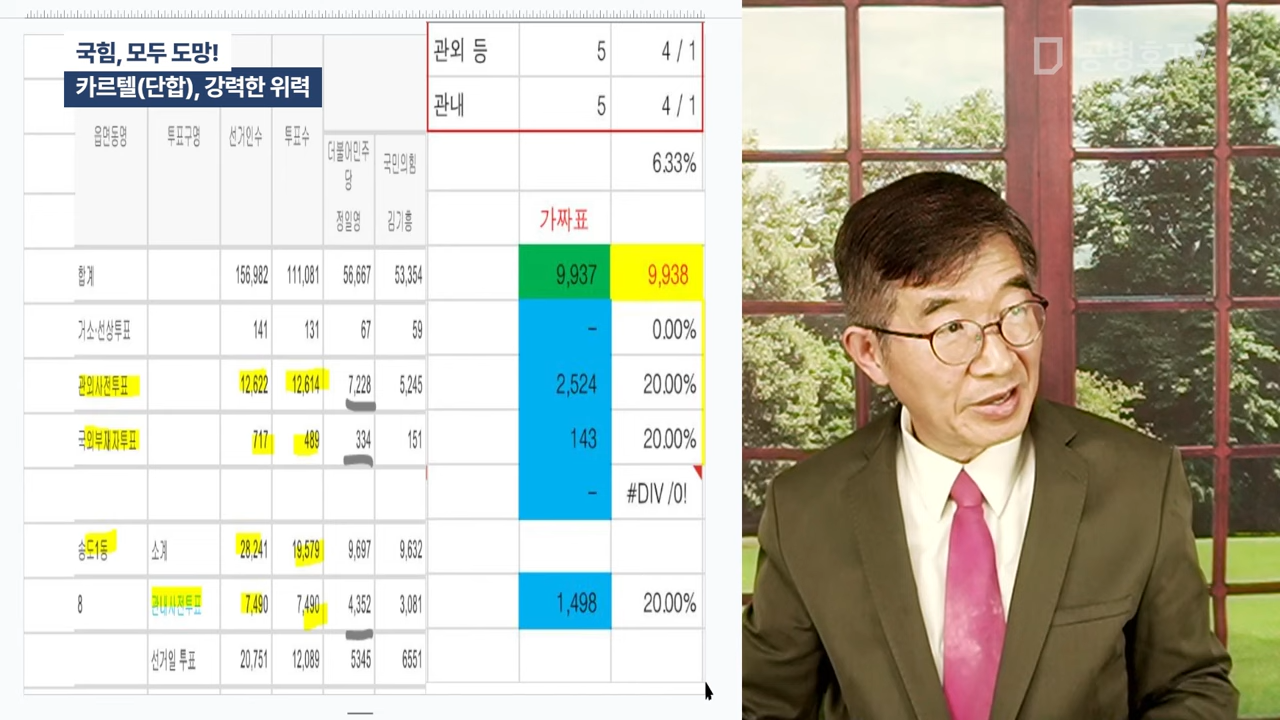 국힘, 모두 도망!
카르텔(단합), 강력한 위력
관외 등 5 4 / 1
관내 5 4 / 1
6.33%
읍면동명 투표구명 선거인수 투표수 더불어민주당 정일영 국민의힘 김기흥
가짜표
합계 156,982 111,081 56,667 53,354 9,937 9,938
거소·선상투표 141 131 67 59 – 0.00%
관외사전투표 12,622 12,614 7,228 5,245 2,524 20.00%
국외부재자투표 717 489 334 151 143 20.00%
– #DIV /0!
송도1동 소계 28,241 19,579 9,697 9,632
8 관내사전투표 7,490 7,490 4,352 3,081 1,498 20.00%
선거일 투표 20,751 12,089 5345 6551
공병호TV